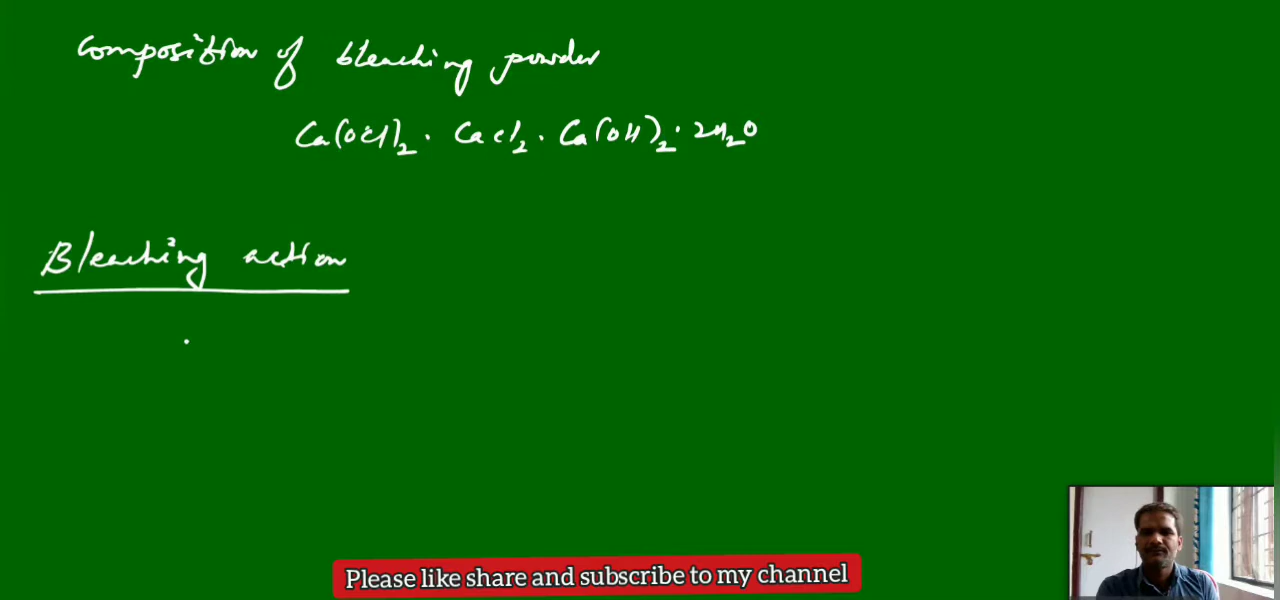 Composition of bleaching powder
Ca(OCl)₂ · CaCl₂ · Ca(OH)₂ · 2H₂O
Bleaching action
Please like share and subscribe to my channel